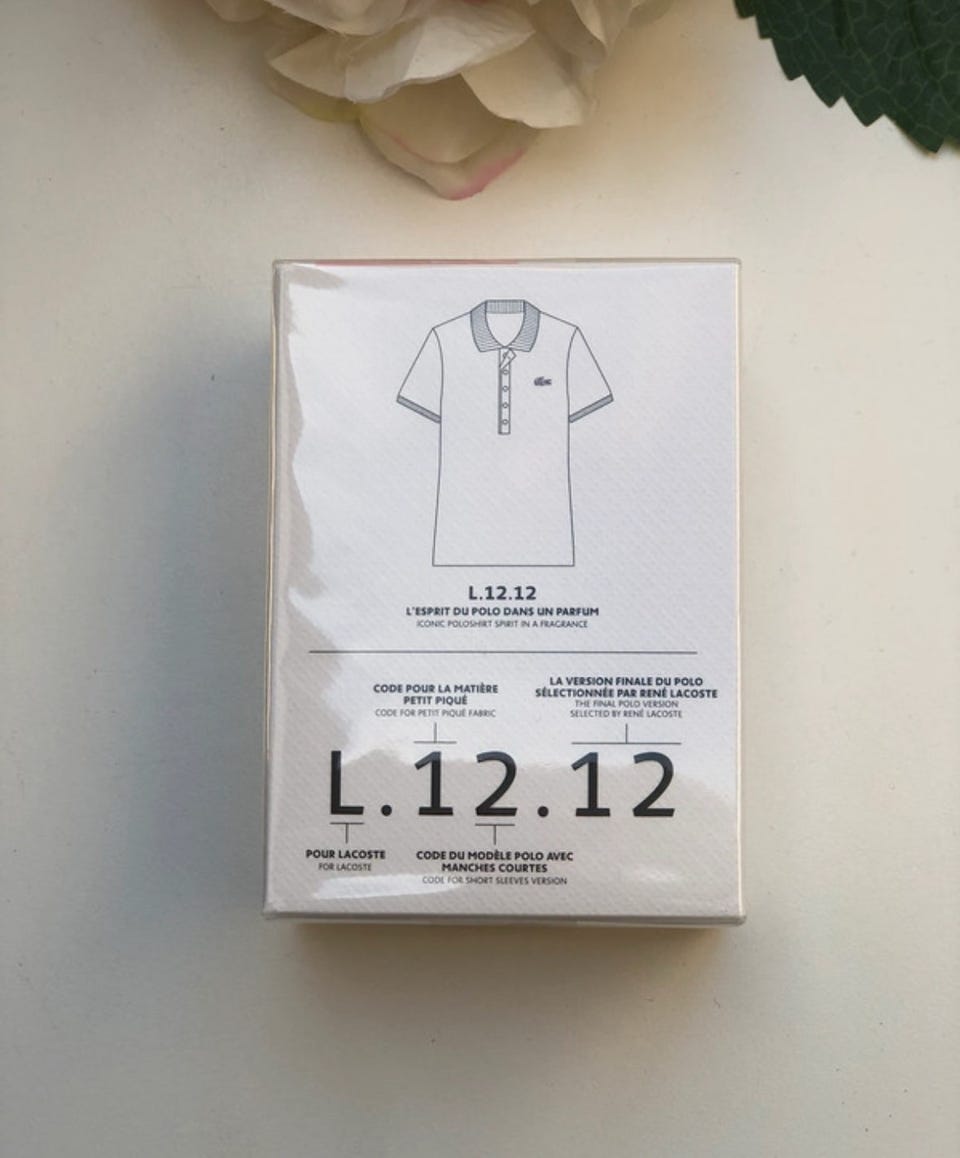 L.12.12
L'ESPRIT DU POLO DANS UN PARFUM
ICONIC POLOSHIRT SPIRIT IN A FRAGRANCE
CODE POUR LA MATIÈRE
PETIT PIQUÉ
CODE FOR PETIT PIQUÉ FABRIC
LA VERSION FINALE DU POLO
SÉLECTIONNÉE PAR RENÉ LACOSTE
THE FINAL POLO VERSION
SELECTED BY RENÉ LACOSTE
L.12.12
POUR LACOSTE
FOR LACOSTE
CODE DU MODÈLE POLO AVEC
MANCHES COURTES
CODE FOR SHORT SLEEVES VERSION